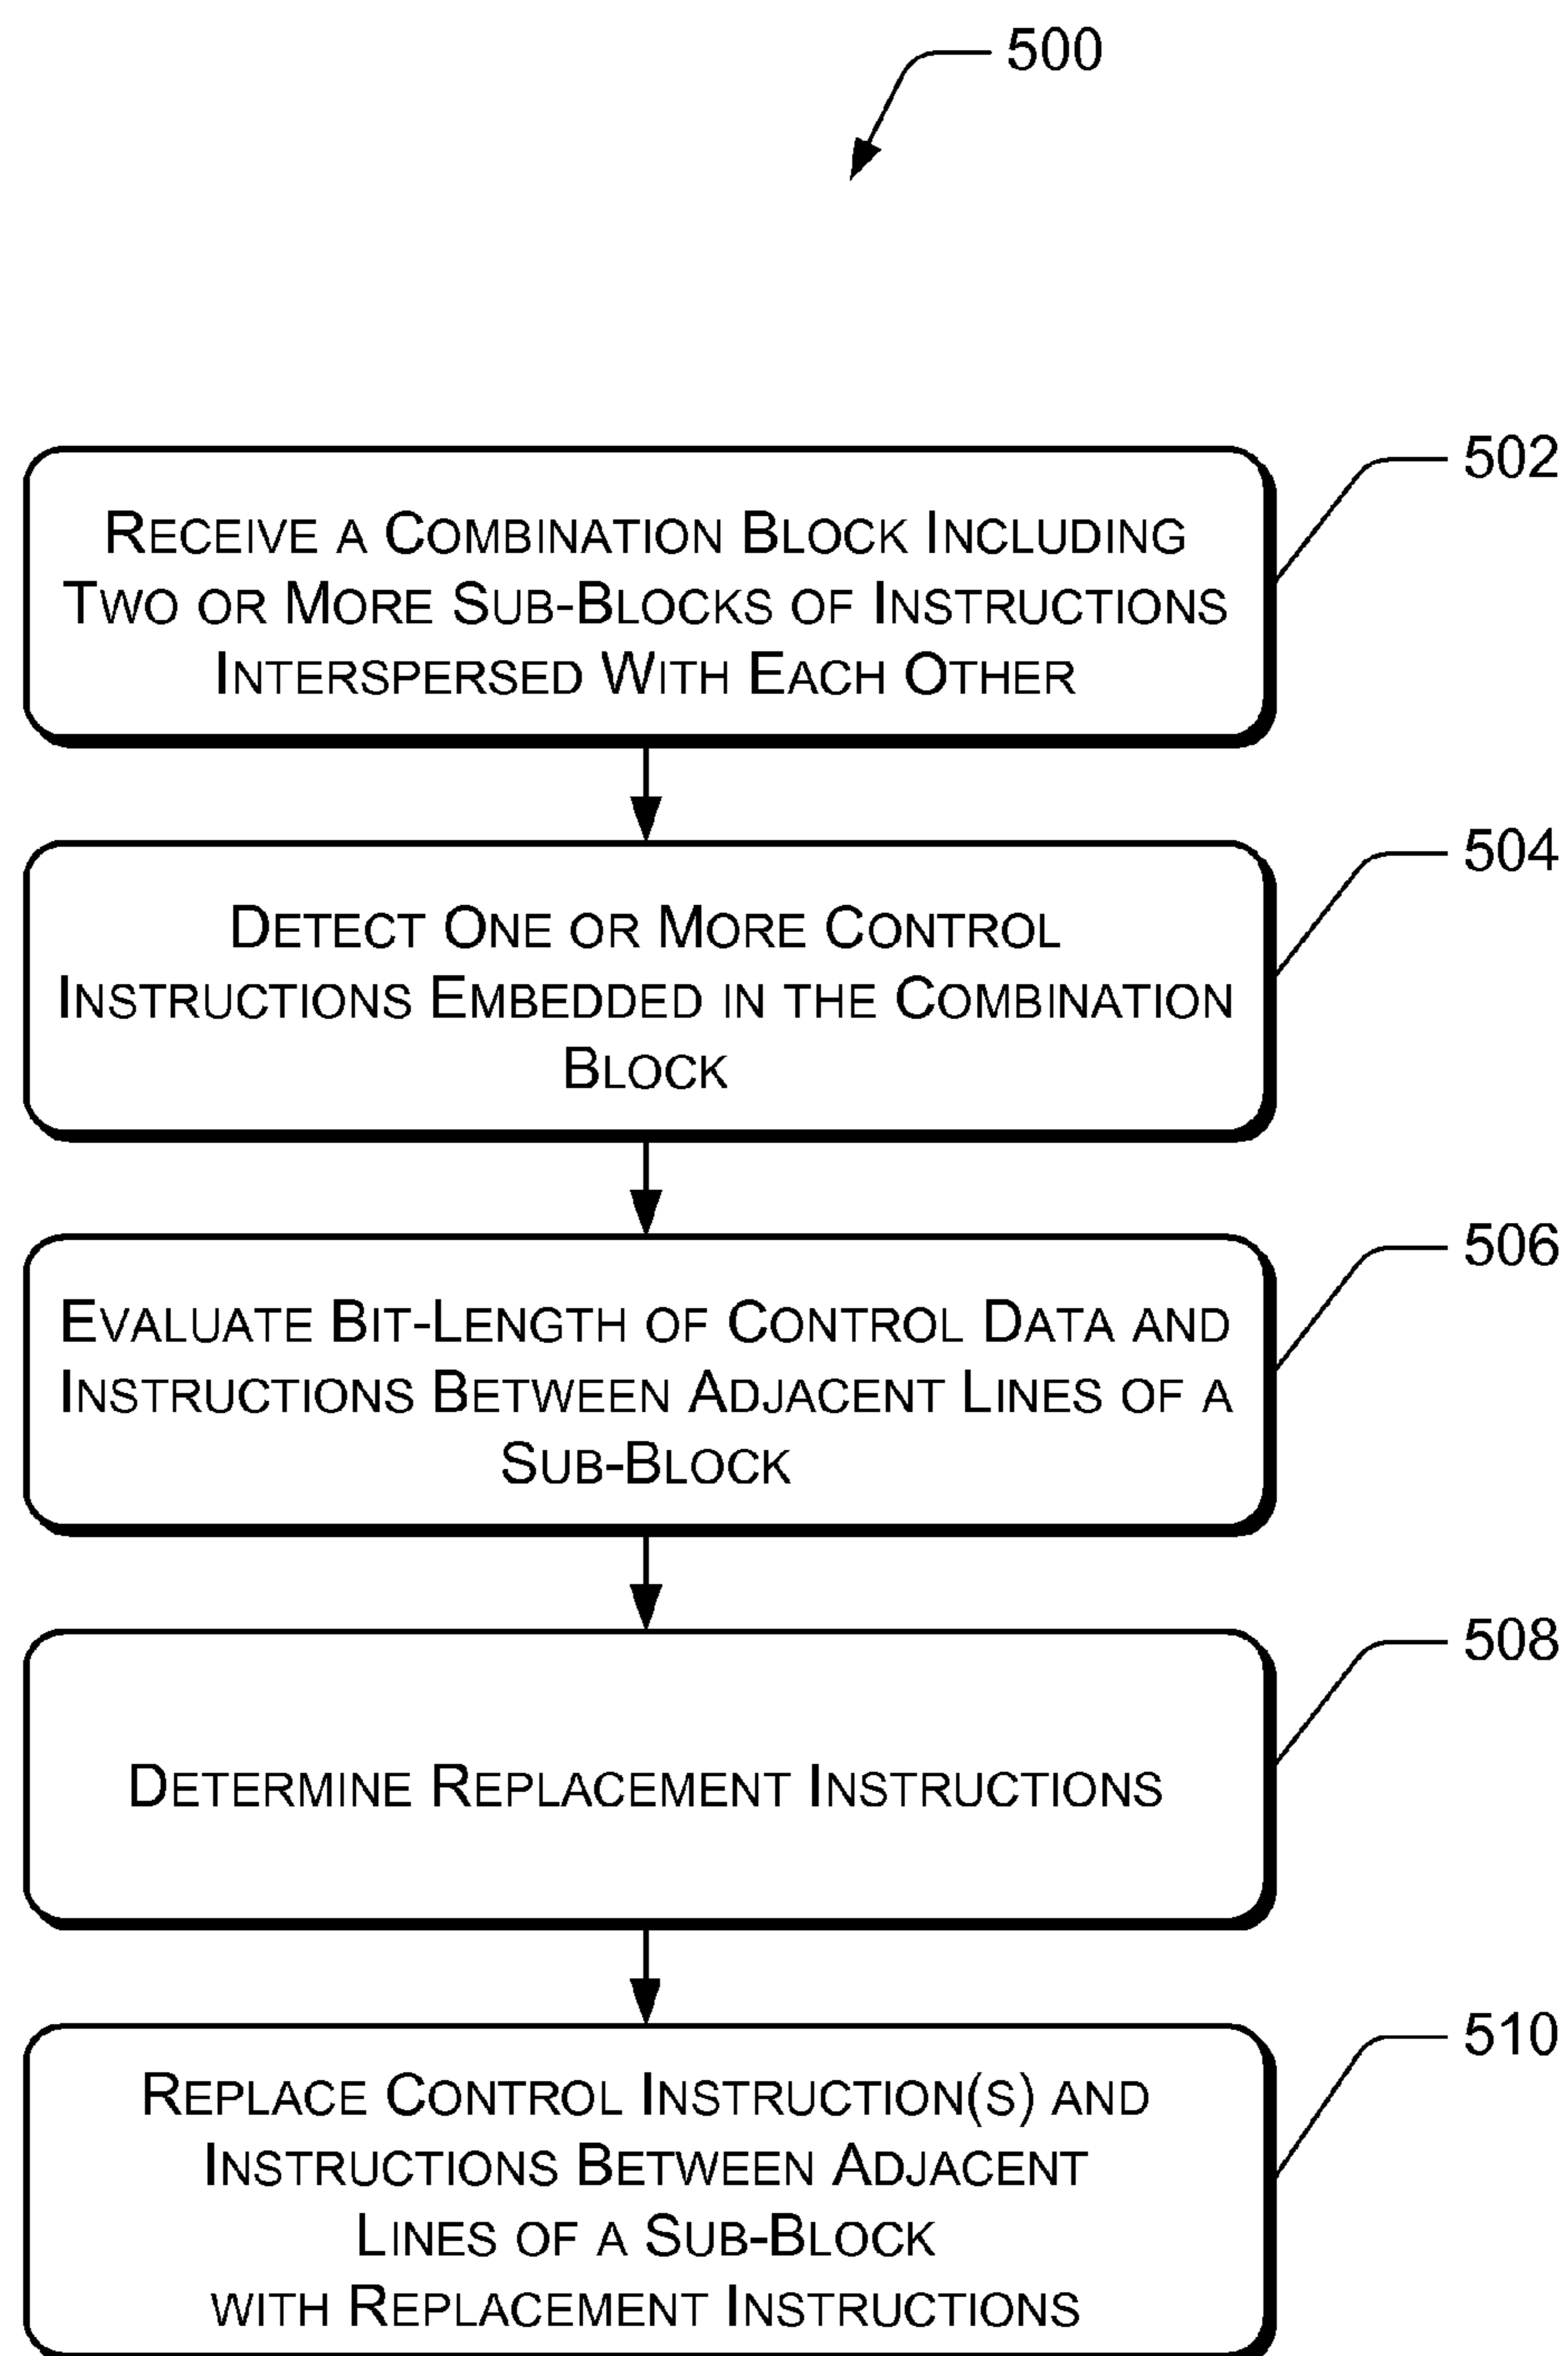 500
502
RECEIVE A COMBINATION BLOCK INCLUDING
TWO OR MORE SUB-BLOCKS OF INSTRUCTIONS
INTERSPERSED WITH EACH OTHER
504
DETECT ONE OR MORE CONTROL
INSTRUCTIONS EMBEDDED IN THE COMBINATION
BLOCK
506
EVALUATE BIT-LENGTH OF CONTROL DATA AND
INSTRUCTIONS BETWEEN ADJACENT LINES OF A
SUB-BLOCK
508
DETERMINE REPLACEMENT INSTRUCTIONS
510
REPLACE CONTROL INSTRUCTION(S) AND
INSTRUCTIONS BETWEEN ADJACENT
LINES OF A SUB-BLOCK
WITH REPLACEMENT INSTRUCTIONS